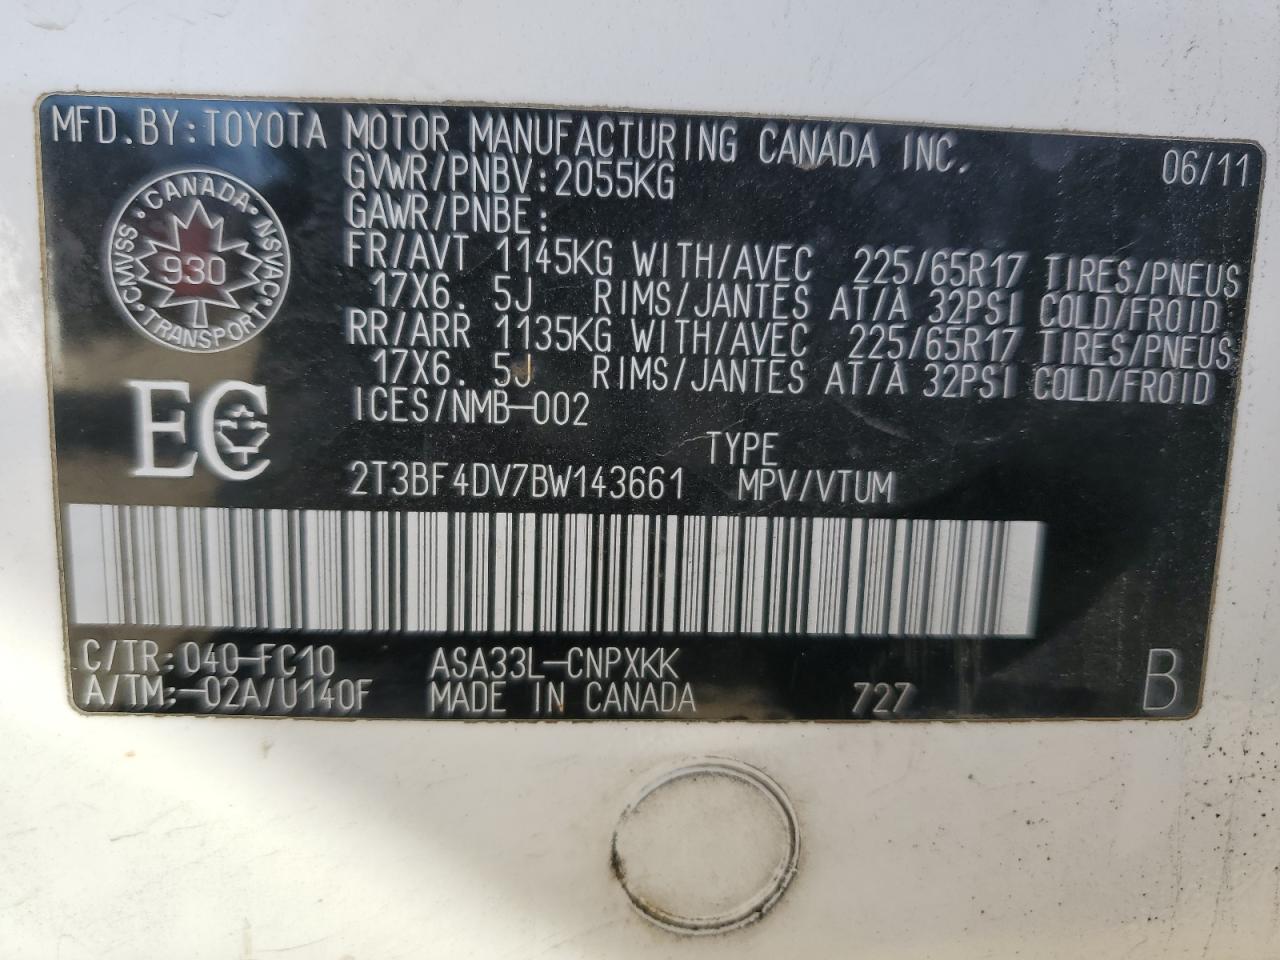 MFD.BY:TOYOTA MOTOR MANUFACTURING CANADA INC. 06/11
GVWR/PNBV:2055KG
GAWR/PNBE:
FR/AVT 1145KG WITH/AVEC 225/65R17 TIRES/PNEUS
17X6. 5J RIMS/JANTES AT/A 32PSI COLD/FROID
RR/ARR 1135KG WITH/AVEC 225/65R17 TIRES/PNEUS
17X6. 5J RIMS/JANTES AT/A 32PSI COLD/FROID
ICES/NMB-002
CANADA
CMVSS 930 NSVAC
TRANSPORT
EC
TYPE
2T3BF4DV7BW143661 MPV/VTUM
C/TR:040-FC10 ASA33L-CNPXKK
A/TM:-02A/U140F MADE IN CANADA 727 B